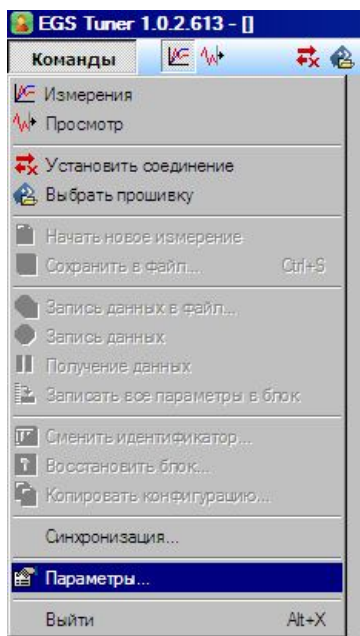 EGS Tuner 1.0.2.613 - []
Команды
Измерения
Просмотр
Установить соединение
Выбрать прошивку
Начать новое измерение
Сохранить в файл... Ctrl+S
Запись данных в файл...
Запись данных
Получение данных
Записать все параметры в блок
Сменить идентификатор...
Восстановить блок...
Копировать конфигурацию...
Синхронизация...
Параметры...
Выйти Alt+X